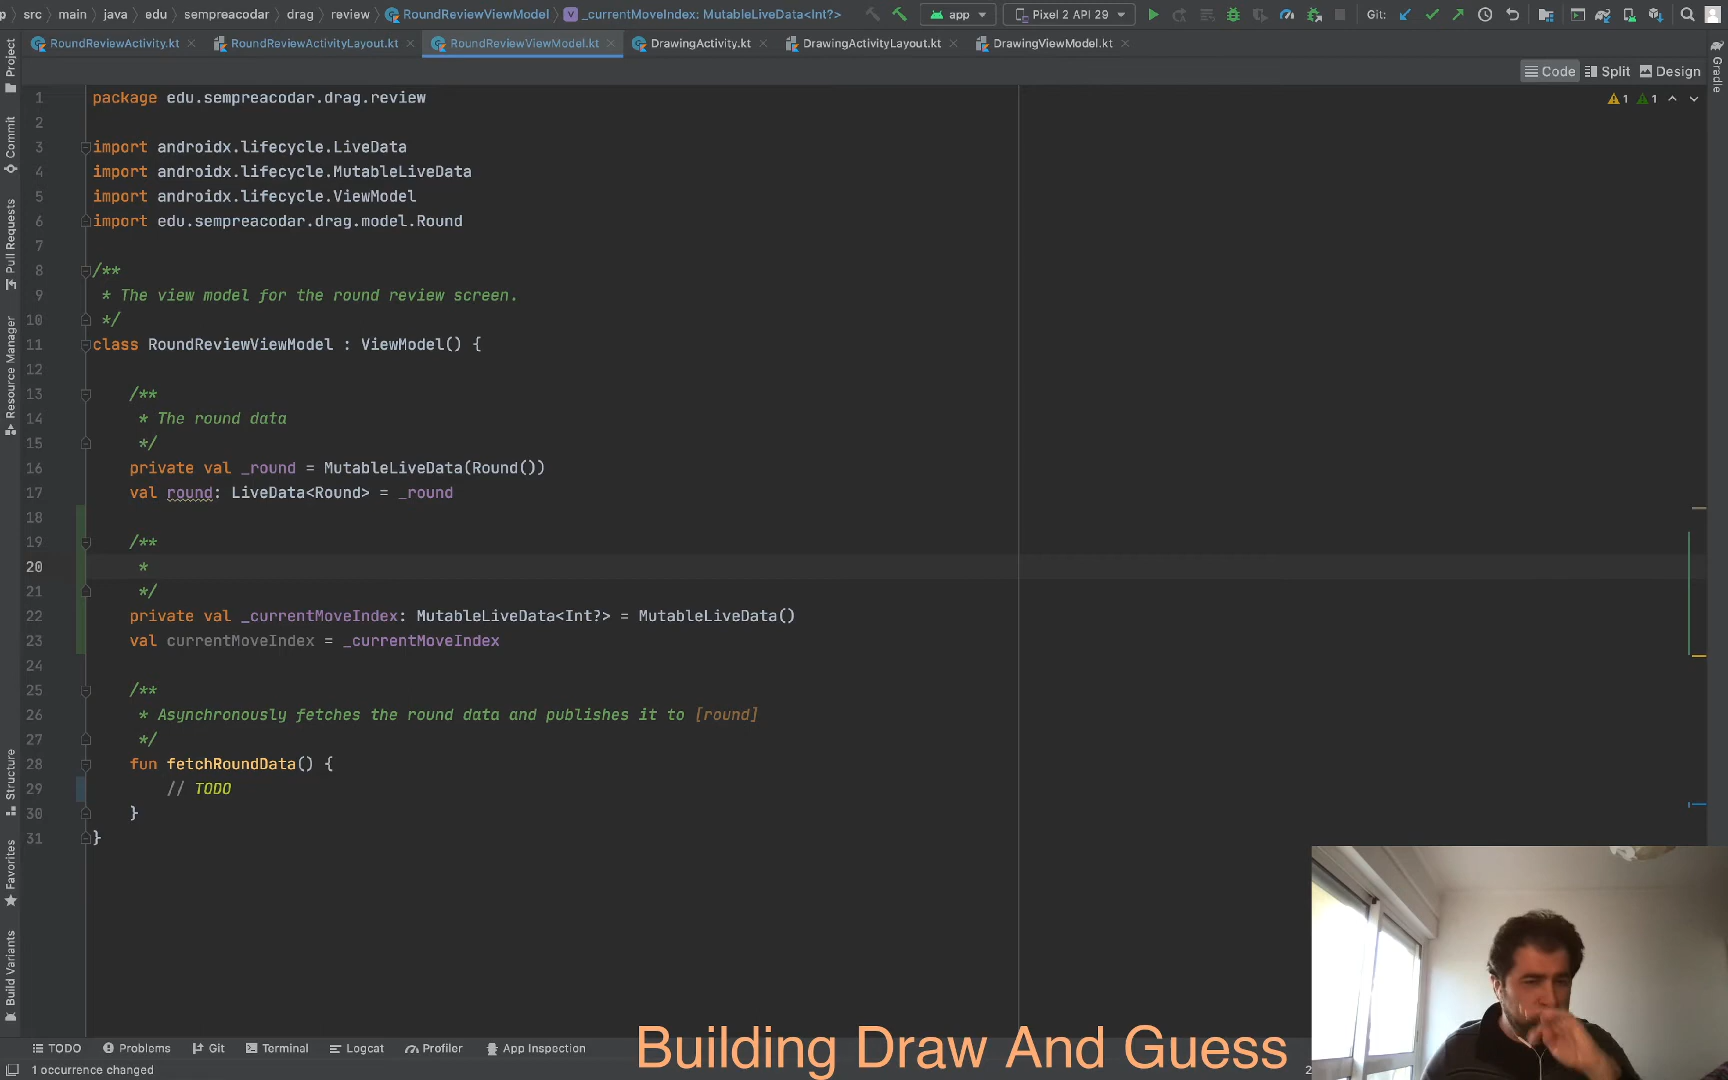 src main java edu sempreacodar drag review RoundReviewViewModel _currentMoveIndex: MutableLiveData<Int?> app Pixel 2 API 29 Git:
RoundReviewActivity.kt RoundReviewActivityLayout.kt RoundReviewViewModel.kt DrawingActivity.kt DrawingActivityLayout.kt DrawingViewModel.kt
Code Split Design
1 1
Project
Commit
Pull Requests
Resource Manager
Structure
Favorites
Build Variants
Gradle
1 package edu.sempreacodar.drag.review
2
3 import androidx.lifecycle.LiveData
4 import androidx.lifecycle.MutableLiveData
5 import androidx.lifecycle.ViewModel
6 import edu.sempreacodar.drag.model.Round
7
8 /**
9 * The view model for the round review screen.
10 */
11 class RoundReviewViewModel : ViewModel() {
12
13 /**
14 * The round data
15 */
16 private val _round = MutableLiveData(Round())
17 val round: LiveData<Round> = _round
18
19 /**
20 *
21 */
22 private val _currentMoveIndex: MutableLiveData<Int?> = MutableLiveData()
23 val currentMoveIndex = _currentMoveIndex
24
25 /**
26 * Asynchronously fetches the round data and publishes it to [round]
27 */
28 fun fetchRoundData() {
29 // TODO
30 }
31 }
Building Draw And Guess
TODO Problems Git Terminal Logcat Profiler App Inspection
1 occurrence changed